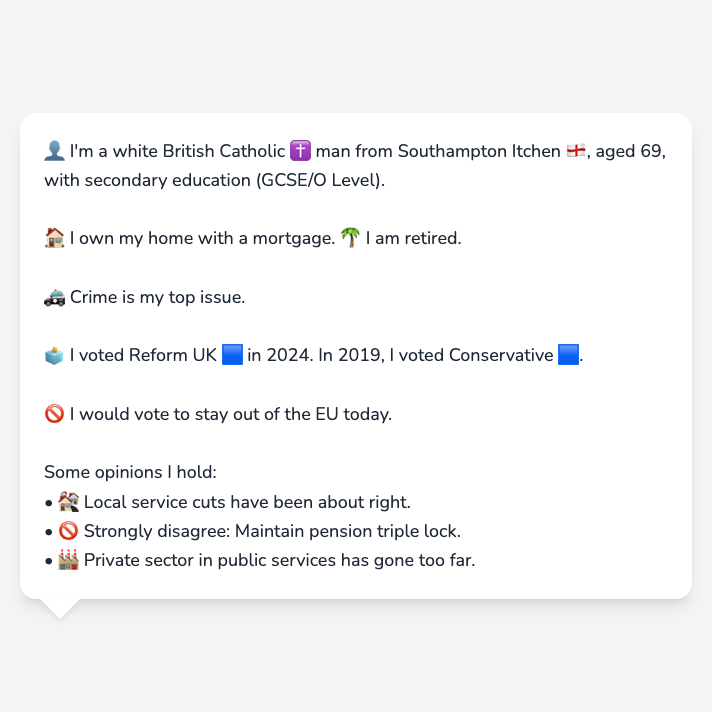 👤 I'm a white British Catholic ✝️ man from Southampton Itchen 🏴󠁧󠁢󠁥󠁮󠁧󠁿, aged 69,
with secondary education (GCSE/O Level).
🏠 I own my home with a mortgage. 🌴 I am retired.
🚓 Crime is my top issue.
🗳️ I voted Reform UK 🟦 in 2024. In 2019, I voted Conservative 🟦.
🚫 I would vote to stay out of the EU today.
Some opinions I hold:
• 🏚️ Local service cuts have been about right.
• 🚫 Strongly disagree: Maintain pension triple lock.
• 🏭 Private sector in public services has gone too far.